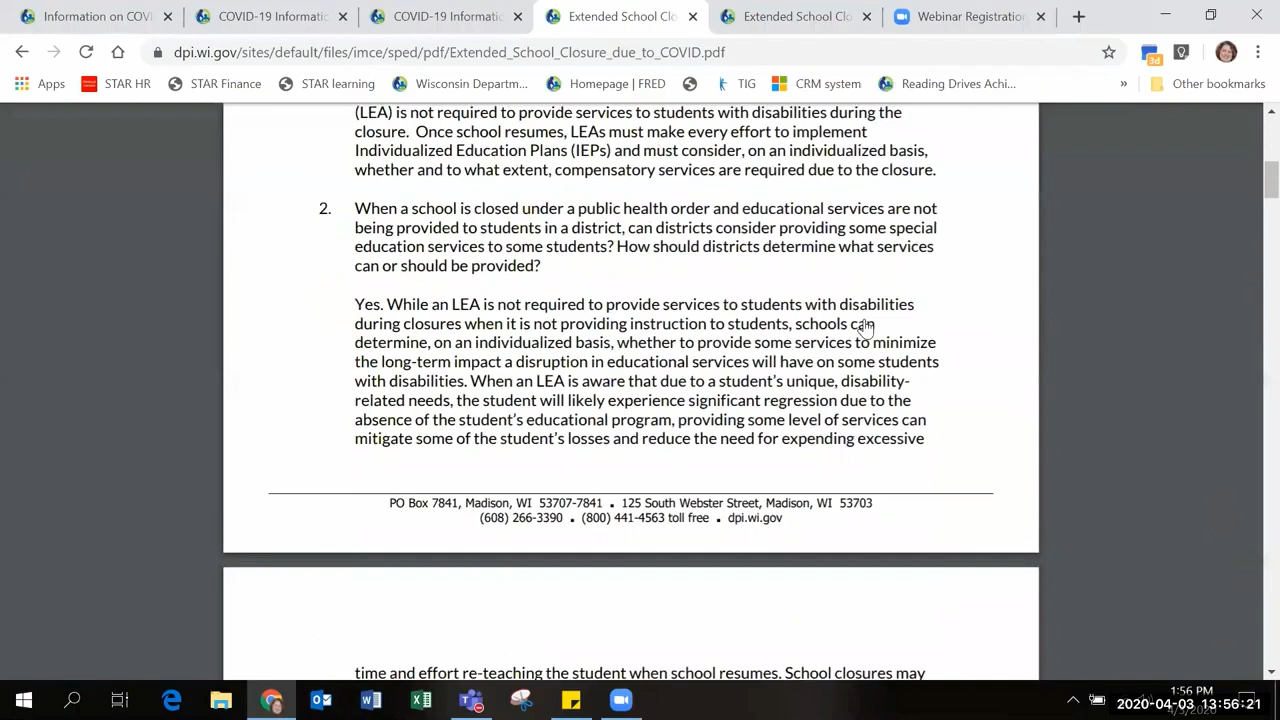 Information on COVI
COVID-19 Informati
COVID-19 Informatio
Extended School Clo
Extended School Clo
Webinar Registration
dpi.wi.gov/sites/default/files/imce/sped/pdf/Extended_School_Closure_due_to_COVID.pdf
3d
Apps
STAR HR
STAR Finance
STAR learning
Wisconsin Departm...
Homepage | FRED
TIG
CRM system
Reading Drives Achi...
»
Other bookmarks
(LEA) is not required to provide services to students with disabilities during the
closure. Once school resumes, LEAs must make every effort to implement
Individualized Education Plans (IEPs) and must consider, on an individualized basis,
whether and to what extent, compensatory services are required due to the closure.
2. When a school is closed under a public health order and educational services are not
being provided to students in a district, can districts consider providing some special
education services to some students? How should districts determine what services
can or should be provided?
Yes. While an LEA is not required to provide services to students with disabilities
during closures when it is not providing instruction to students, schools can
determine, on an individualized basis, whether to provide some services to minimize
the long-term impact a disruption in educational services will have on some students
with disabilities. When an LEA is aware that due to a student's unique, disability-
related needs, the student will likely experience significant regression due to the
absence of the student's educational program, providing some level of services can
mitigate some of the student's losses and reduce the need for expending excessive
PO Box 7841, Madison, WI 53707-7841 ▪ 125 South Webster Street, Madison, WI 53703
(608) 266-3390 ▪ (800) 441-4563 toll free ▪ dpi.wi.gov
time and effort re-teaching the student when school resumes. School closures may
1:56 PM
2020-04-03 13:56:21